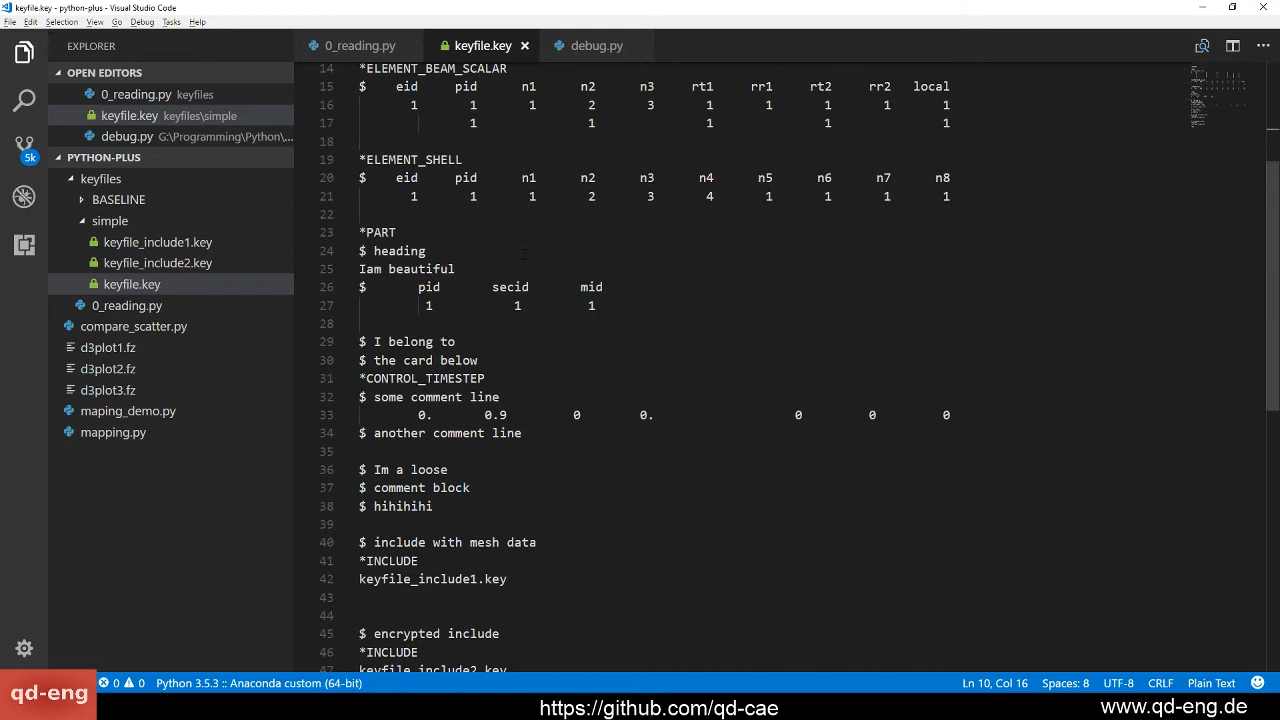 keyfile.key - python-plus - Visual Studio Code
File Edit Selection View Go Debug Tasks Help
EXPLORER
0_reading.py
keyfile.key
debug.py
OPEN EDITORS
0_reading.py keyfiles
keyfile.key keyfiles\simple
debug.py G:\Programming\Python\...
PYTHON-PLUS
keyfiles
BASELINE
simple
keyfile_include1.key
keyfile_include2.key
keyfile.key
0_reading.py
compare_scatter.py
d3plot1.fz
d3plot2.fz
d3plot3.fz
maping_demo.py
mapping.py
5k
14 *ELEMENT_BEAM_SCALAR
15 $ eid pid n1 n2 n3 rt1 rr1 rt2 rr2 local
16 1 1 1 2 3 1 1 1 1 1
17 1 1 1 1 1
18
19 *ELEMENT_SHELL
20 $ eid pid n1 n2 n3 n4 n5 n6 n7 n8
21 1 1 1 2 3 4 1 1 1 1
22
23 *PART
24 $ heading
25 Iam beautiful
26 $ pid secid mid
27 1 1 1
28
29 $ I belong to
30 $ the card below
31 *CONTROL_TIMESTEP
32 $ some comment line
33 0. 0.9 0 0. 0 0 0
34 $ another comment line
35
36 $ Im a loose
37 $ comment block
38 $ hihihihi
39
40 $ include with mesh data
41 *INCLUDE
42 keyfile_include1.key
43
44
45 $ encrypted include
46 *INCLUDE
47 keyfile_include2.key
0 0 Python 3.5.3 :: Anaconda custom (64-bit)
Ln 10, Col 16 Spaces: 8 UTF-8 CRLF Plain Text
qd-eng
https://github.com/qd-cae
www.qd-eng.de